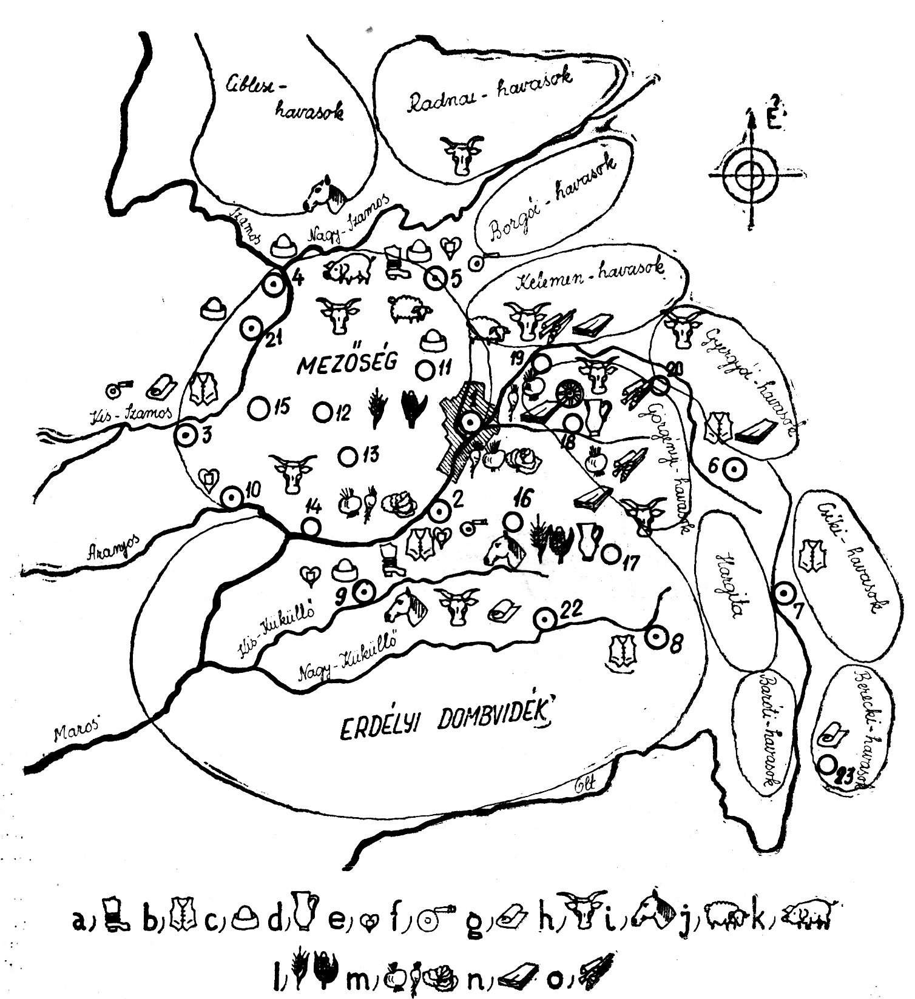 Ciblesi-
havasok
Radnai - havasok
É
Borgói - havasok
Szamos
Nagy-Szamos
4
5
Kelemen - havasok
21
MEZŐSÉG
11
19
20
Gyergyói - havasok
15
12
1
Kis - Szamos
3
18
Görgényi - havasok
13
6
10
14
2
16
Csíki - havasok
Aranyos
17
Hargita
9
22
7
Kis-Küküllő
Nagy-Küküllő
8
ERDÉLYI DOMBVIDÉK
Baróti-havasok
Berecki-havasok
Maros
23
Olt
a, b, c, d, e, f, g, h, i, j, k,
l, m, n, o,